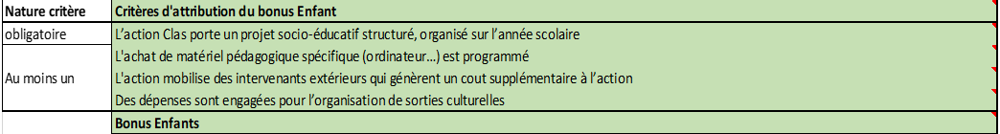 Nature critère Critères d'attribution du bonus Enfant
obligatoire L’action Clas porte un projet socio-éducatif structuré, organisé sur l’année scolaire
L'achat de matériel pédagogique spécifique (ordinateur…) est programmé
Au moins un L'action mobilise des intervenants extérieurs qui génèrent un cout supplémentaire à l’action
Des dépenses sont engagées pour l’organisation de sorties culturelles
Bonus Enfants